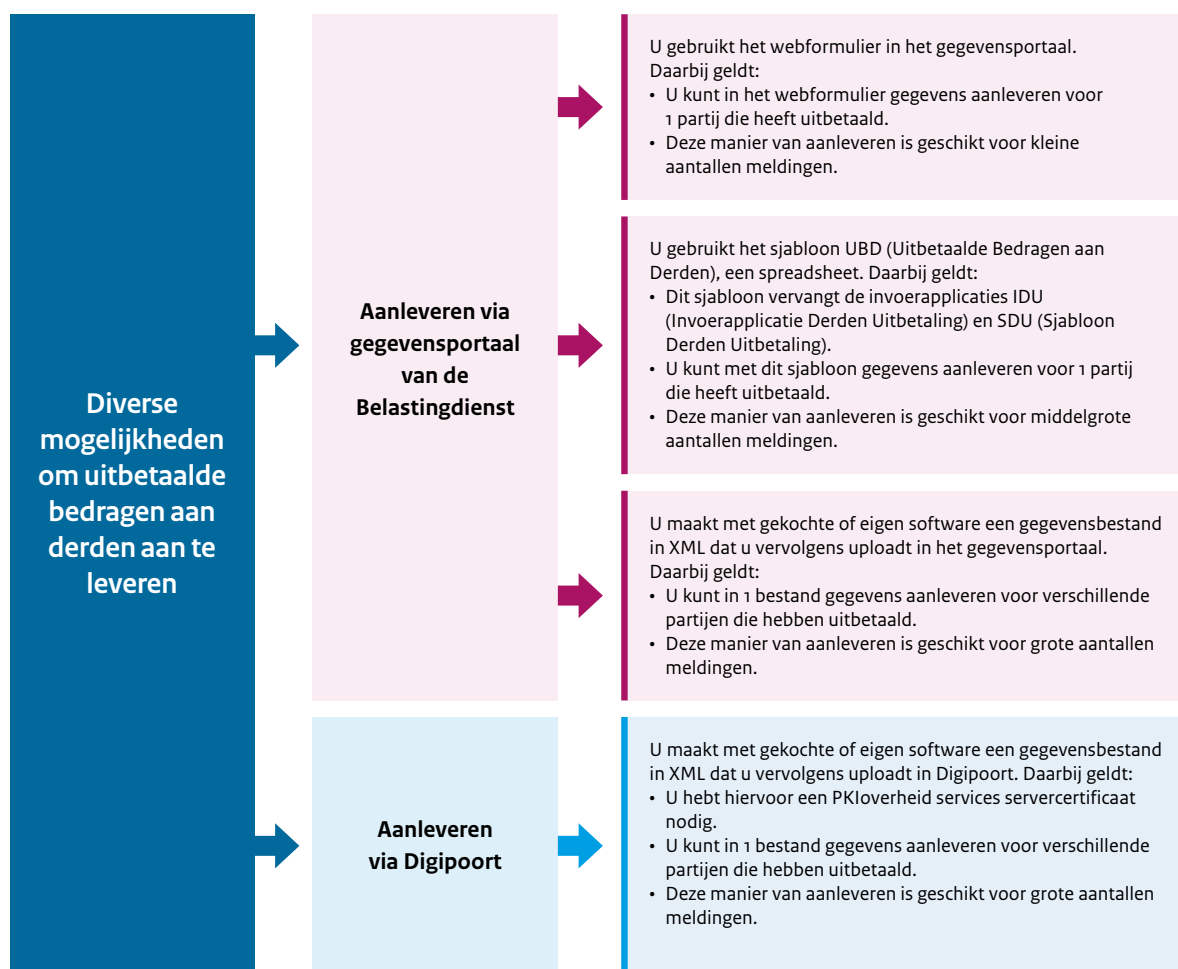 Diverse
mogelijkheden
om uitbetaalde
bedragen aan
derden aan te
leveren
Aanleveren via
gegevensportaal
van de
Belastingdienst
U gebruikt het webformulier in het gegevensportaal.
Daarbij geldt:
• U kunt in het webformulier gegevens aanleveren voor
1 partij die heeft uitbetaald.
• Deze manier van aanleveren is geschikt voor kleine
aantallen meldingen.
U gebruikt het sjabloon UBD (Uitbetaalde Bedragen aan
Derden), een spreadsheet. Daarbij geldt:
• Dit sjabloon vervangt de invoerapplicaties IDU
(Invoerapplicatie Derden Uitbetaling) en SDU (Sjabloon
Derden Uitbetaling).
• U kunt met dit sjabloon gegevens aanleveren voor 1 partij
die heeft uitbetaald.
• Deze manier van aanleveren is geschikt voor middelgrote
aantallen meldingen.
U maakt met gekochte of eigen software een gegevensbestand
in XML dat u vervolgens uploadt in het gegevensportaal.
Daarbij geldt:
• U kunt in 1 bestand gegevens aanleveren voor verschillende
partijen die hebben uitbetaald.
• Deze manier van aanleveren is geschikt voor grote aantallen
meldingen.
Aanleveren
via Digipoort
U maakt met gekochte of eigen software een gegevensbestand
in XML dat u vervolgens uploadt in Digipoort. Daarbij geldt:
• U hebt hiervoor een PKIoverheid services servercertificaat
nodig.
• U kunt in 1 bestand gegevens aanleveren voor verschillende
partijen die hebben uitbetaald.
• Deze manier van aanleveren is geschikt voor grote aantallen
meldingen.